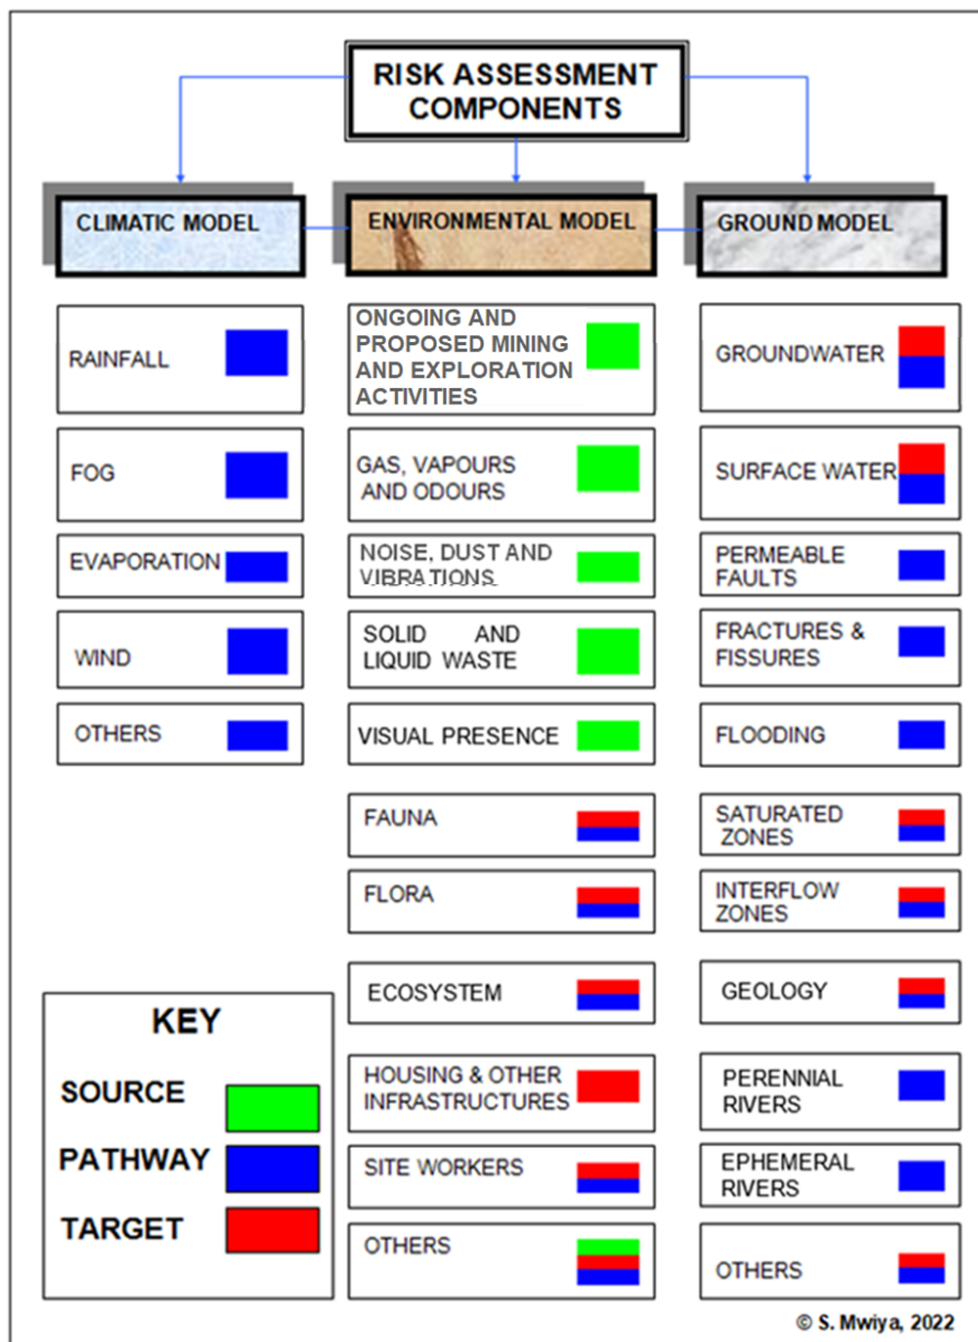 RISK ASSESSMENT
COMPONENTS
CLIMATIC MODEL
ENVIRONMENTAL MODEL
GROUND MODEL
RAINFALL
FOG
EVAPORATION
WIND
OTHERS
ONGOING AND
PROPOSED MINING
AND EXPLORATION
ACTIVITIES
GAS, VAPOURS
AND ODOURS
NOISE, DUST AND
VIBRATIONS
SOLID AND
LIQUID WASTE
VISUAL PRESENCE
FAUNA
FLORA
ECOSYSTEM
HOUSING & OTHER
INFRASTRUCTURES
SITE WORKERS
OTHERS
GROUNDWATER
SURFACE WATER
PERMEABLE
FAULTS
FRACTURES &
FISSURES
FLOODING
SATURATED
ZONES
INTERFLOW
ZONES
GEOLOGY
PERENNIAL
RIVERS
EPHEMERAL
RIVERS
OTHERS
KEY
SOURCE
PATHWAY
TARGET
© S. Mwiya, 2022